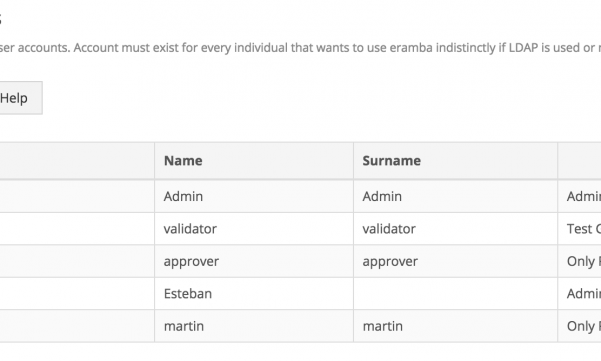 s
ser accounts. Account must exist for every individual that wants to use eramba indistinctly if LDAP is used or
Help
Name Surname
Admin Admin Admi
validator validator Test
approver approver Only
Esteban Admi
martin martin Only